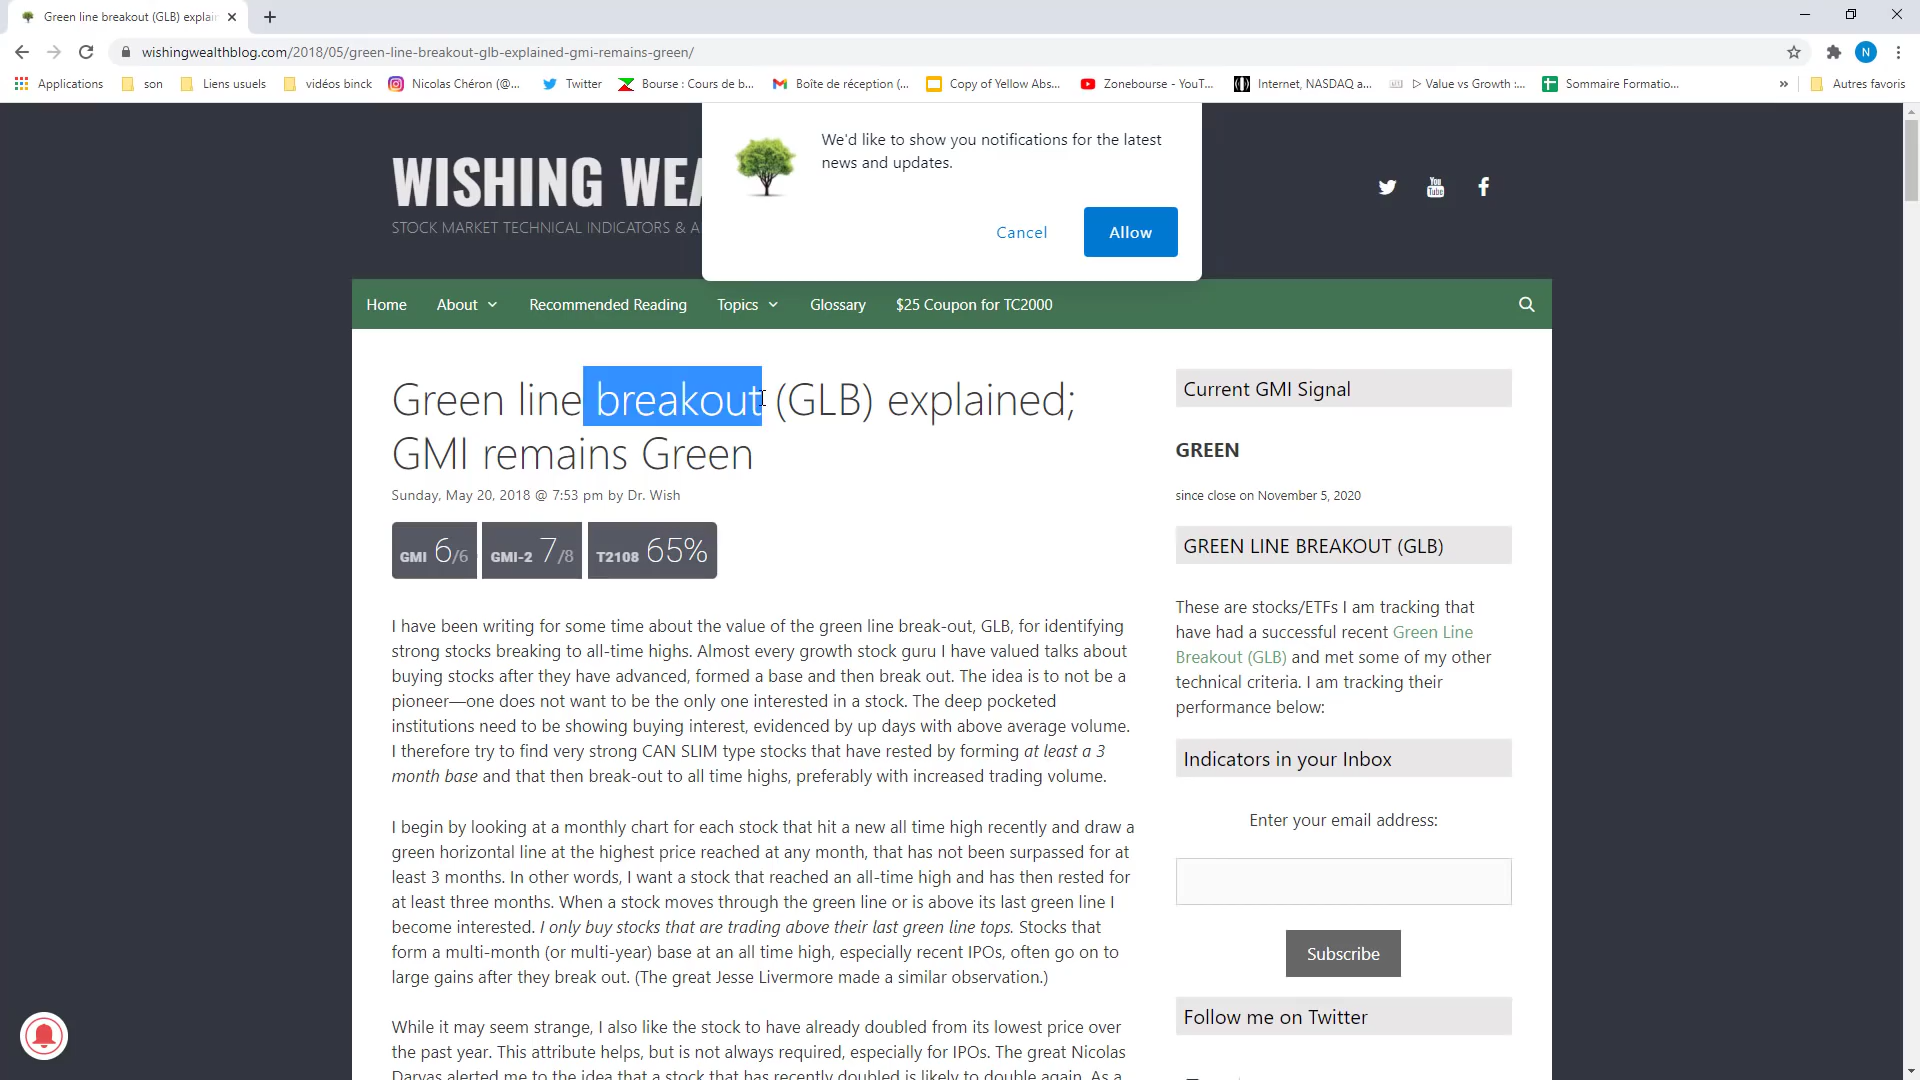 Green line breakout (GLB) explai
wishingwealthblog.com/2018/05/green-line-breakout-glb-explained-gmi-remains-green/
N
Applications
son
Liens usuels
vidéos binck
Nicolas Chéron (@...
Twitter
Bourse : Cours de b...
Boîte de réception (...
Copy of Yellow Abs...
Zonebourse - YouT...
Internet, NASDAQ a...
▷ Value vs Growth :...
Sommaire Formatio...
»
Autres favoris
We'd like to show you notifications for the latest
news and updates.
Cancel
Allow
WISHING WEA
STOCK MARKET TECHNICAL INDICATORS & A
You
Tube
Home
About
Recommended Reading
Topics
Glossary
$25 Coupon for TC2000
Green line breakout (GLB) explained;
GMI remains Green
Sunday, May 20, 2018 @ 7:53 pm by Dr. Wish
GMI 6/6
GMI-2 7/8
T2108 65%
I have been writing for some time about the value of the green line break-out, GLB, for identifying
strong stocks breaking to all-time highs. Almost every growth stock guru I have valued talks about
buying stocks after they have advanced, formed a base and then break out. The idea is to not be a
pioneer—one does not want to be the only one interested in a stock. The deep pocketed
institutions need to be showing buying interest, evidenced by up days with above average volume.
I therefore try to find very strong CAN SLIM type stocks that have rested by forming at least a 3
month base and that then break-out to all time highs, preferably with increased trading volume.
I begin by looking at a monthly chart for each stock that hit a new all time high recently and draw a
green horizontal line at the highest price reached at any month, that has not been surpassed for at
least 3 months. In other words, I want a stock that reached an all-time high and has then rested for
at least three months. When a stock moves through the green line or is above its last green line I
become interested. I only buy stocks that are trading above their last green line tops. Stocks that
form a multi-month (or multi-year) base at an all time high, especially recent IPOs, often go on to
large gains after they break out. (The great Jesse Livermore made a similar observation.)
While it may seem strange, I also like the stock to have already doubled from its lowest price over
the past year. This attribute helps, but is not always required, especially for IPOs. The great Nicolas
Darvas alerted me to the idea that a stock that has recently doubled is likely to double again. As a
Current GMI Signal
GREEN
since close on November 5, 2020
GREEN LINE BREAKOUT (GLB)
These are stocks/ETFs I am tracking that
have had a successful recent Green Line
Breakout (GLB) and met some of my other
technical criteria. I am tracking their
performance below:
Indicators in your Inbox
Enter your email address:
Subscribe
Follow me on Twitter